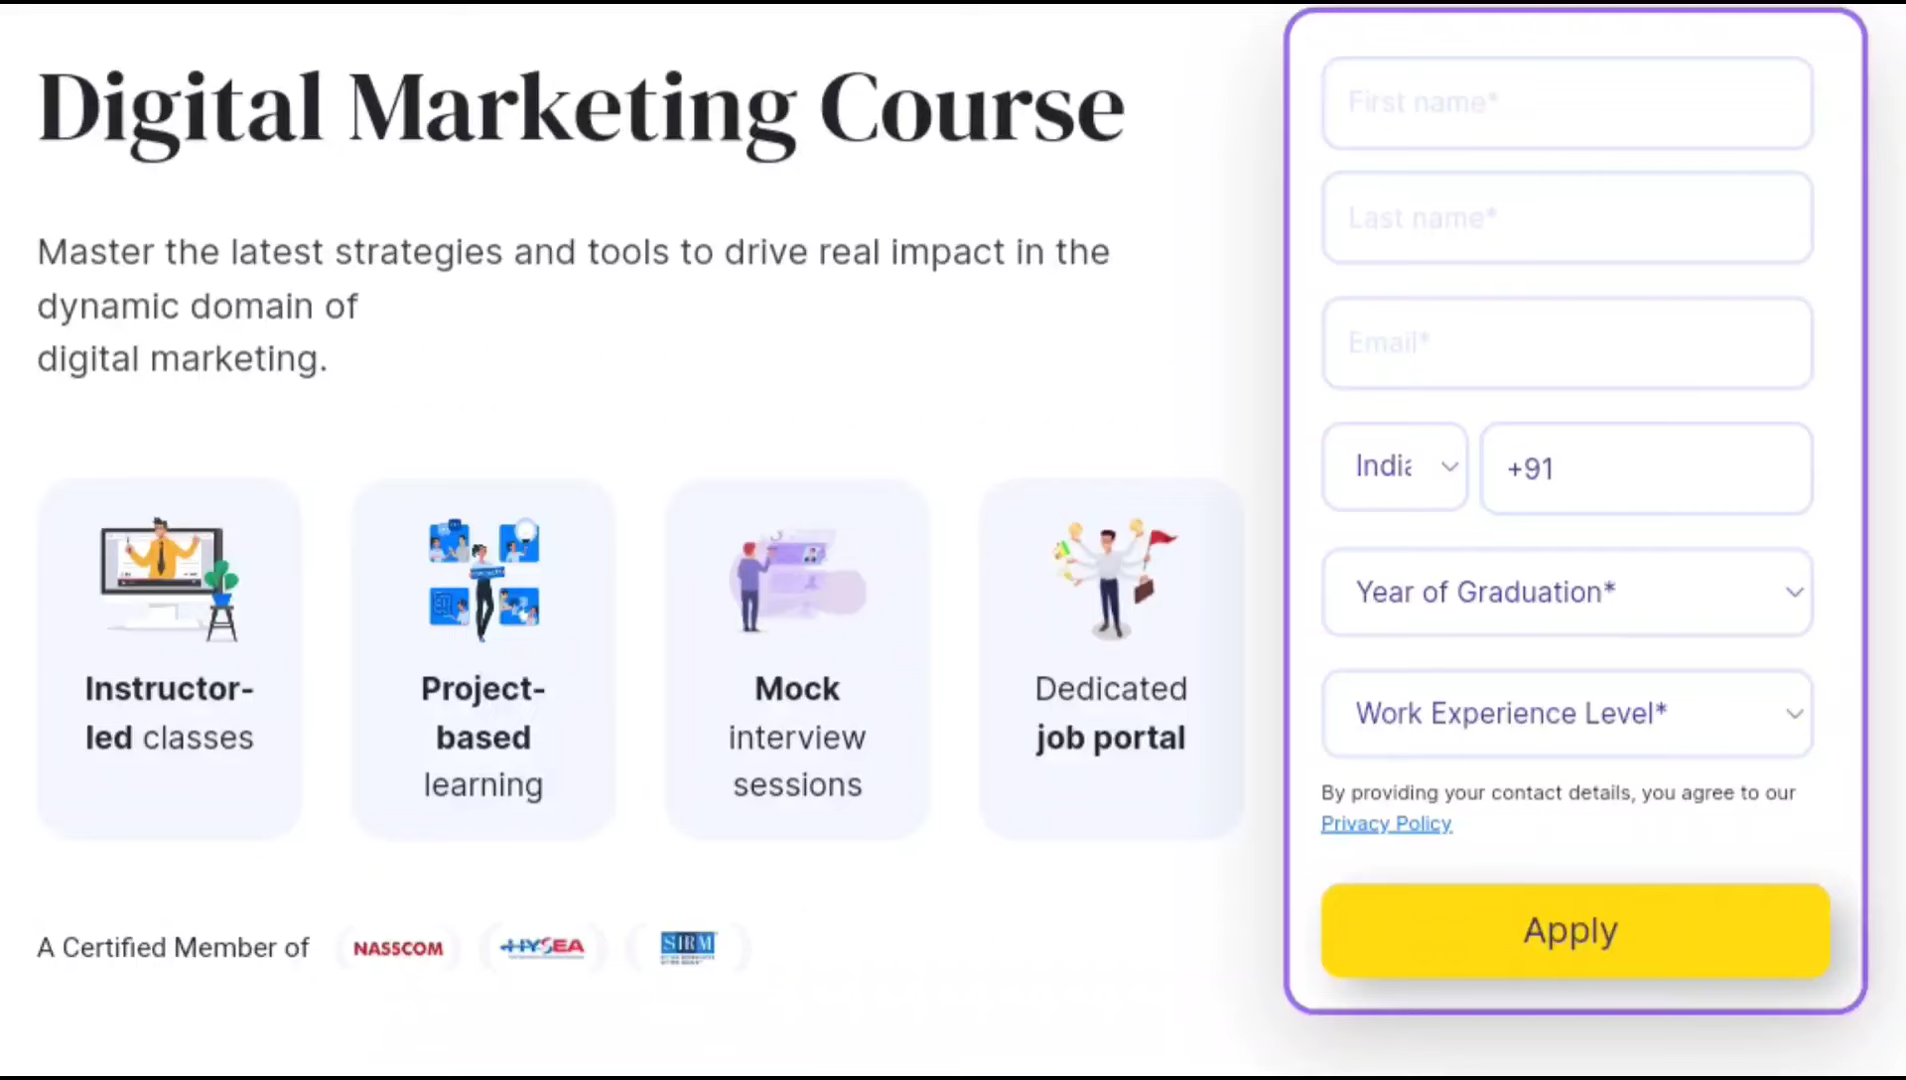 Digital Marketing Course
Master the latest strategies and tools to drive real impact in the
dynamic domain of
digital marketing.
Instructor-
led classes
Project-
based
learning
Mock
interview
sessions
Dedicated
job portal
A Certified Member of
NASSCOM
HYSEA
SIRM
First name*
Last name*
Email*
India
+91
Year of Graduation*
Work Experience Level*
By providing your contact details, you agree to our
Privacy Policy
Apply